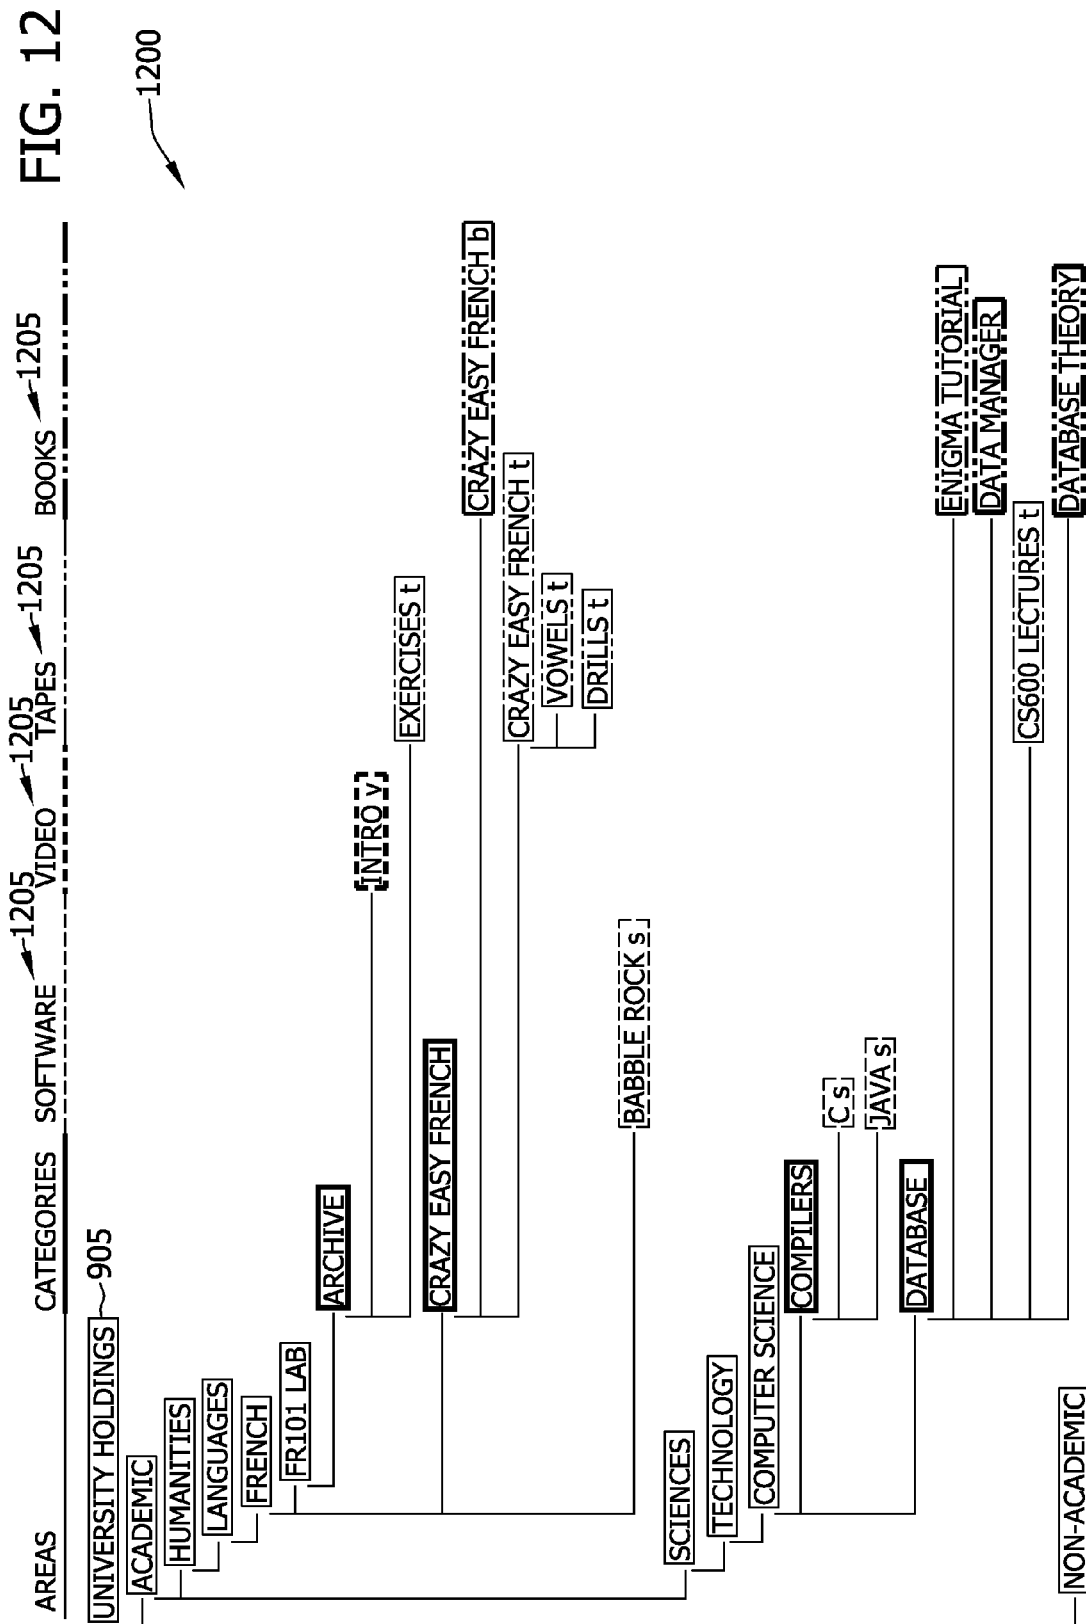 FIG. 12
1200
1205 1205 1205 1205
AREAS CATEGORIES SOFTWARE VIDEO TAPES BOOKS
UNIVERSITY HOLDINGS 905
ACADEMIC
HUMANITIES
LANGUAGES
FRENCH
FR101 LAB
ARCHIVE
INTRO v
EXERCISES t
CRAZY EASY FRENCH
CRAZY EASY FRENCH b
CRAZY EASY FRENCH t
VOWELS t
DRILLS t
BABBLE ROCK s
SCIENCES
TECHNOLOGY
COMPUTER SCIENCE
COMPILERS
C s
JAVA s
DATABASE
ENIGMA TUTORIAL
DATA MANAGER
CS600 LECTURES t
DATABASE THEORY
NON-ACADEMIC